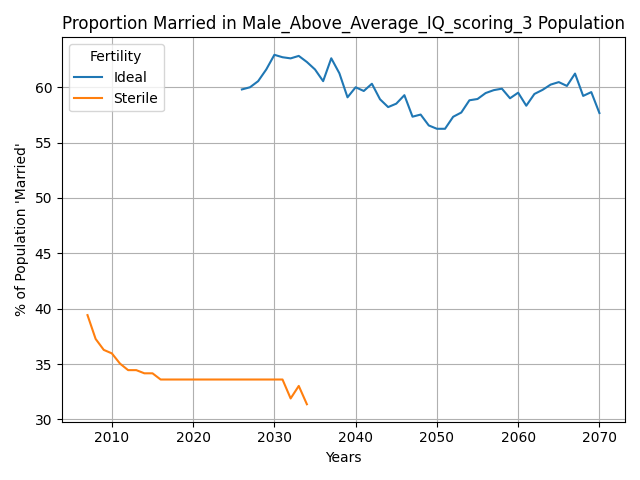 Proportion Married in Male_Above_Average_IQ_scoring_3 Population
Fertility
Ideal
Sterile
% of Population 'Married'
60
55
50
45
40
35
30
2010 2020 2030 2040 2050 2060 2070
Years